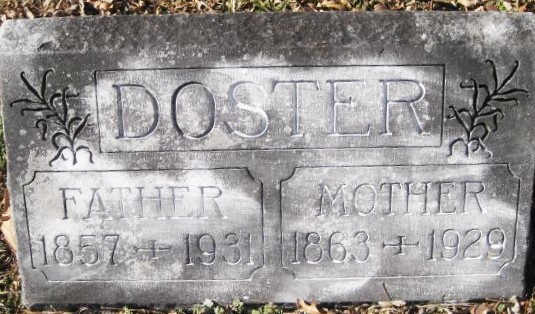 DOSTER
FATHER
1857 + 1931
MOTHER
1863 + 1929